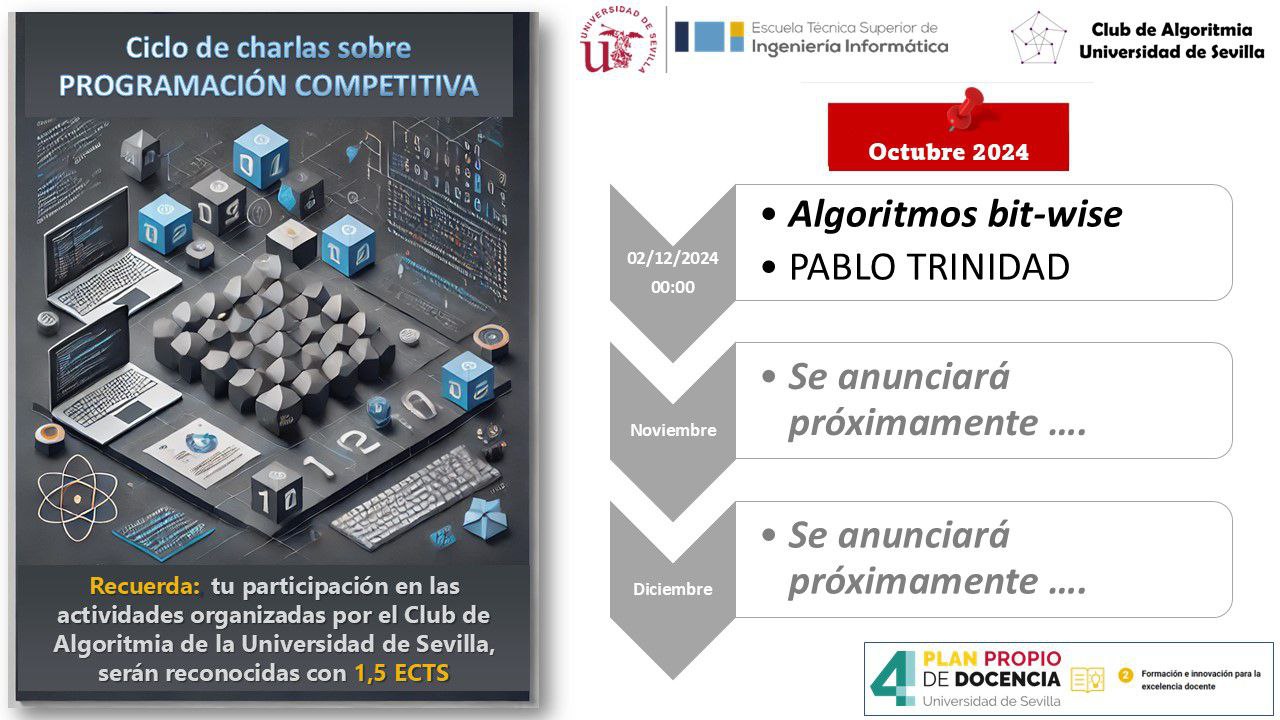 Ciclo de charlas sobre
PROGRAMACIÓN COMPETITIVA
Recuerda: tu participación en las
actividades organizadas por el Club de
Algoritmia de la Universidad de Sevilla,
serán reconocidas con 1,5 ECTS
UNIVERSIDAD DE SEVILLA
Escuela Técnica Superior de
Ingeniería Informática
Club de Algoritmia
Universidad de Sevilla
Octubre 2024
02/12/2024
00:00
• Algoritmos bit-wise
• PABLO TRINIDAD
Noviembre
• Se anunciará
próximamente ....
Diciembre
• Se anunciará
próximamente ....
4
PLAN PROPIO
DE DOCENCIA
Universidad de Sevilla
2 Formación e innovación para la
excelencia docente